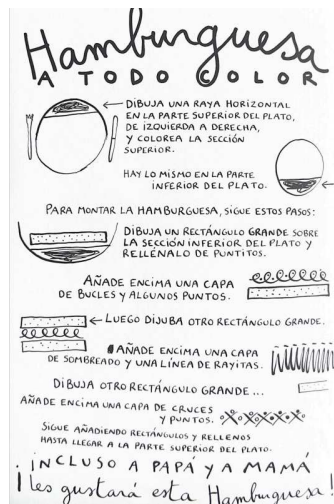 Hamburguesa
A TODO COLOR
DIBUJA UNA RAYA HORIZONTAL
EN LA PARTE SUPERIOR DEL PLATO,
DE IZQUIERDA A DERECHA,
Y COLOREA LA SECCIÓN
SUPERIOR.
HAY LO MISMO EN LA PARTE
INFERIOR DEL PLATO.
PARA MONTAR LA HAMBURGUESA, SIGUE ESTOS PASOS:
DIBUJA UN RECTÁNGULO GRANDE SOBRE
LA SECCIÓN INFERIOR DEL PLATO Y
RELLÉNALO DE PUNTITOS.
AÑADE ENCIMA UNA CAPA
DE BUCLES Y ALGUNOS PUNTOS.
LUEGO DIJUBA OTRO RECTÁNGULO GRANDE.
AÑADE ENCIMA UNA CAPA
DE SOMBREADO Y UNA LÍNEA DE RAYITAS.
DIBUJA OTRO RECTÁNGULO GRANDE...
AÑADE ENCIMA UNA CAPA DE CRUCES
Y PUNTOS.
SIGUE AÑADIENDO RECTÁNGULOS Y RELLENOS
HASTA LLEGAR A LA PARTE SUPERIOR DEL PLATO.
¡INCLUSO A PAPÁ Y A MAMÁ
les gustará esta Hamburguesa!